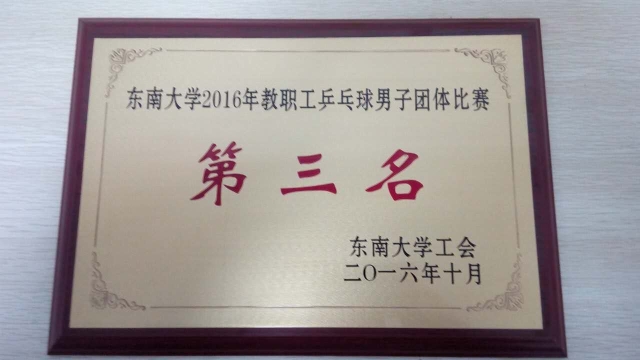 东南大学2016年教职工乒乓球男子团体比赛
第三名
东南大学工会
二〇一六年十月